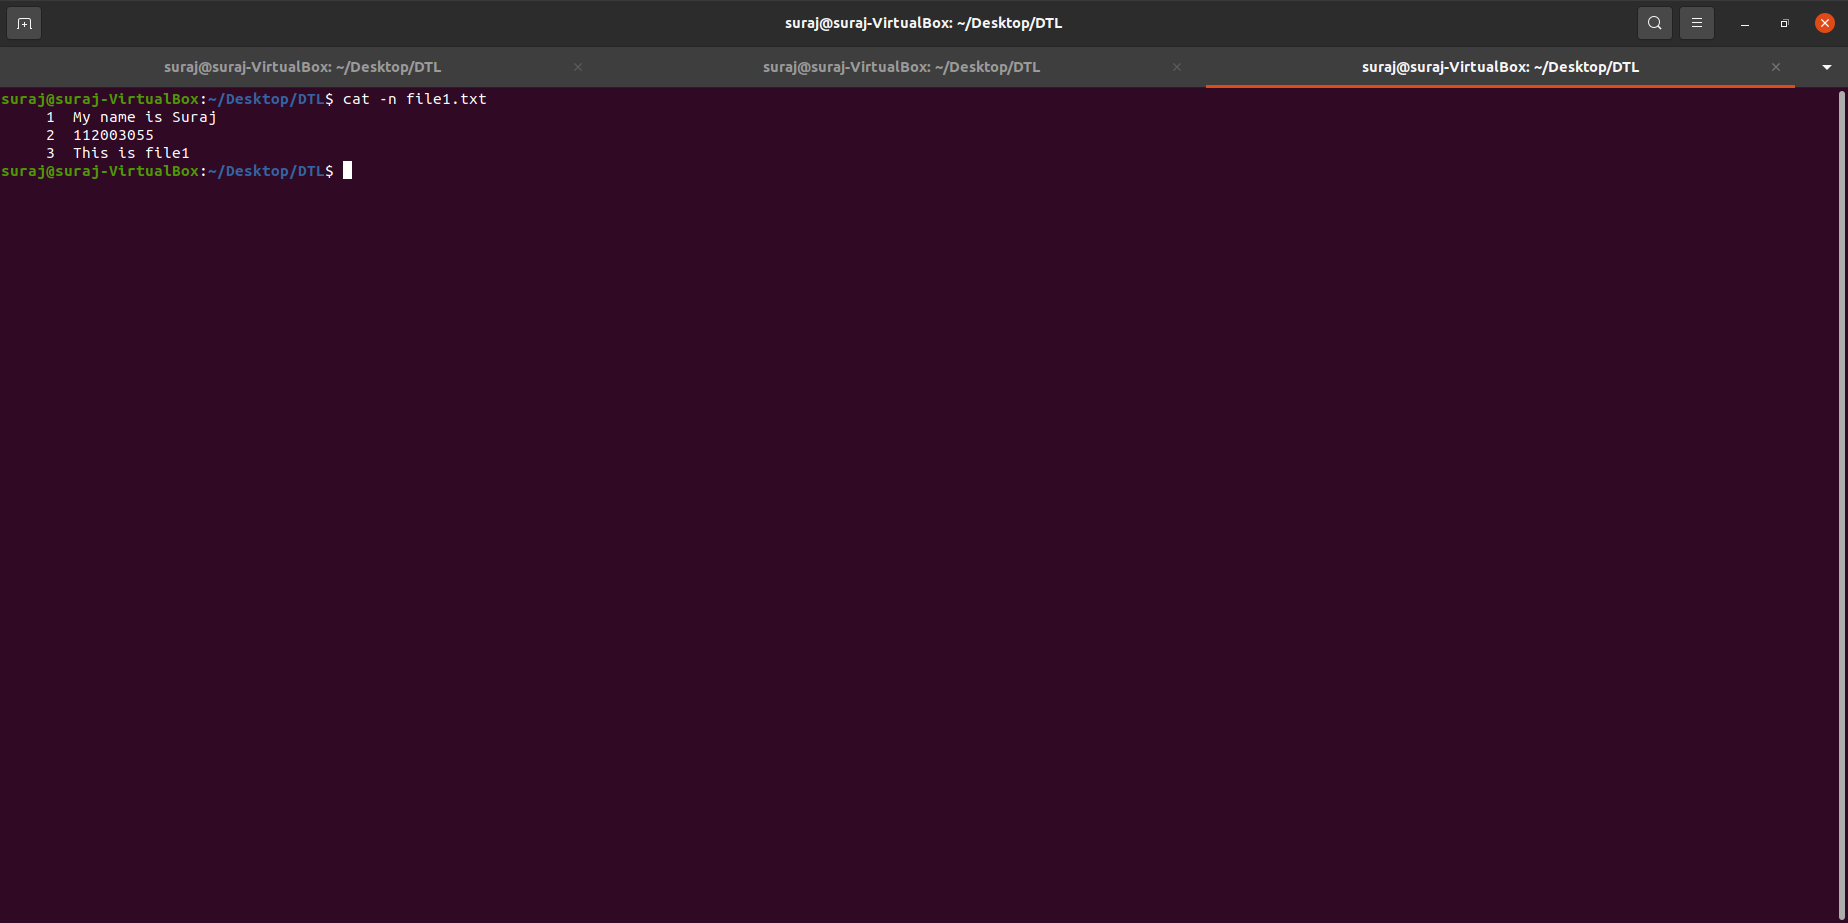 suraj@suraj-VirtualBox: ~/Desktop/DTL
suraj@suraj-VirtualBox: ~/Desktop/DTL
suraj@suraj-VirtualBox: ~/Desktop/DTL
suraj@suraj-VirtualBox: ~/Desktop/DTL
suraj@suraj-VirtualBox:~/Desktop/DTL$ cat -n file1.txt
1 My name is Suraj
2 112003055
3 This is file1
suraj@suraj-VirtualBox:~/Desktop/DTL$